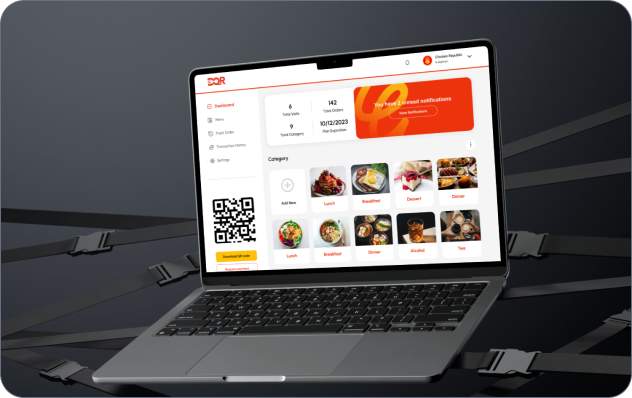 EQR
Chicken Republic
Dashboard
Menu
Track Order
Transaction History
Settings
Download QR code
6
Total Visits
142
Total Orders
9
Total Category
10/12/2023
Plan Expiration
You have 2 unread notifications
View Notifications
Category
Add New
Lunch
Breakfast
Dessert
Dinner
Lunch
Breakfast
Dinner
Alcohol
Tea